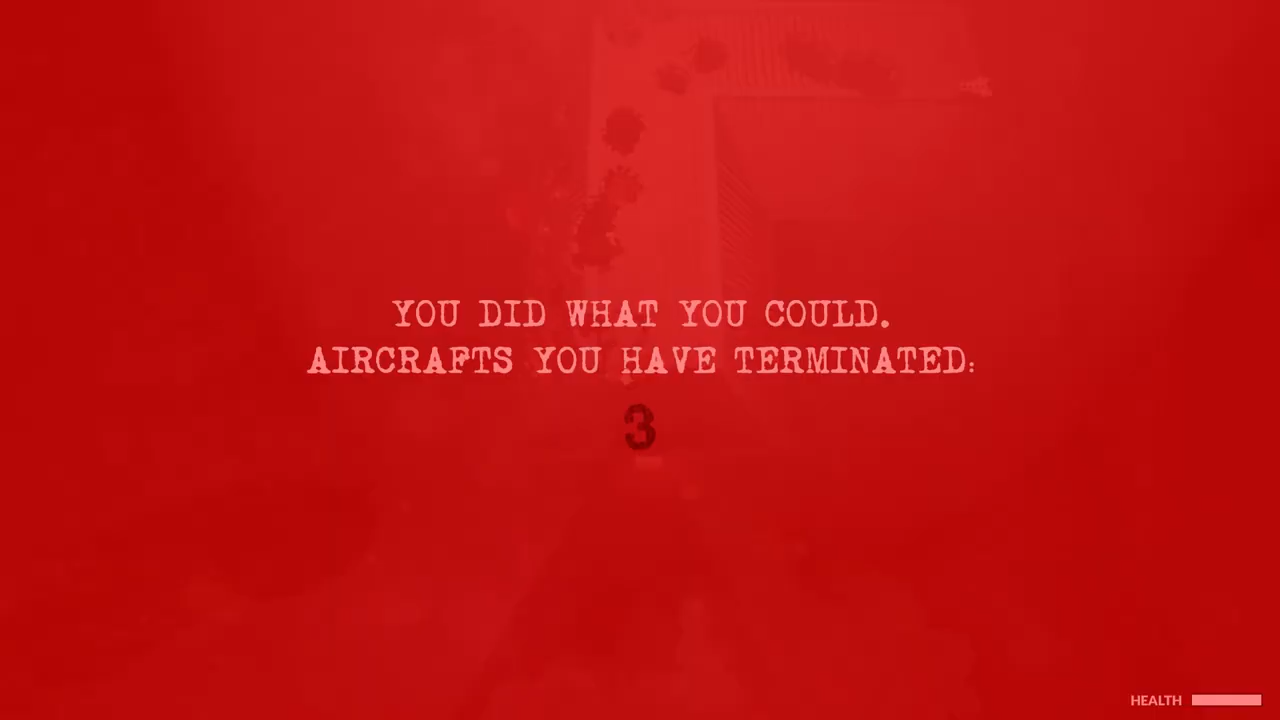 YOU DID WHAT YOU COULD.
AIRCRAFTS YOU HAVE TERMINATED:
3
HEALTH